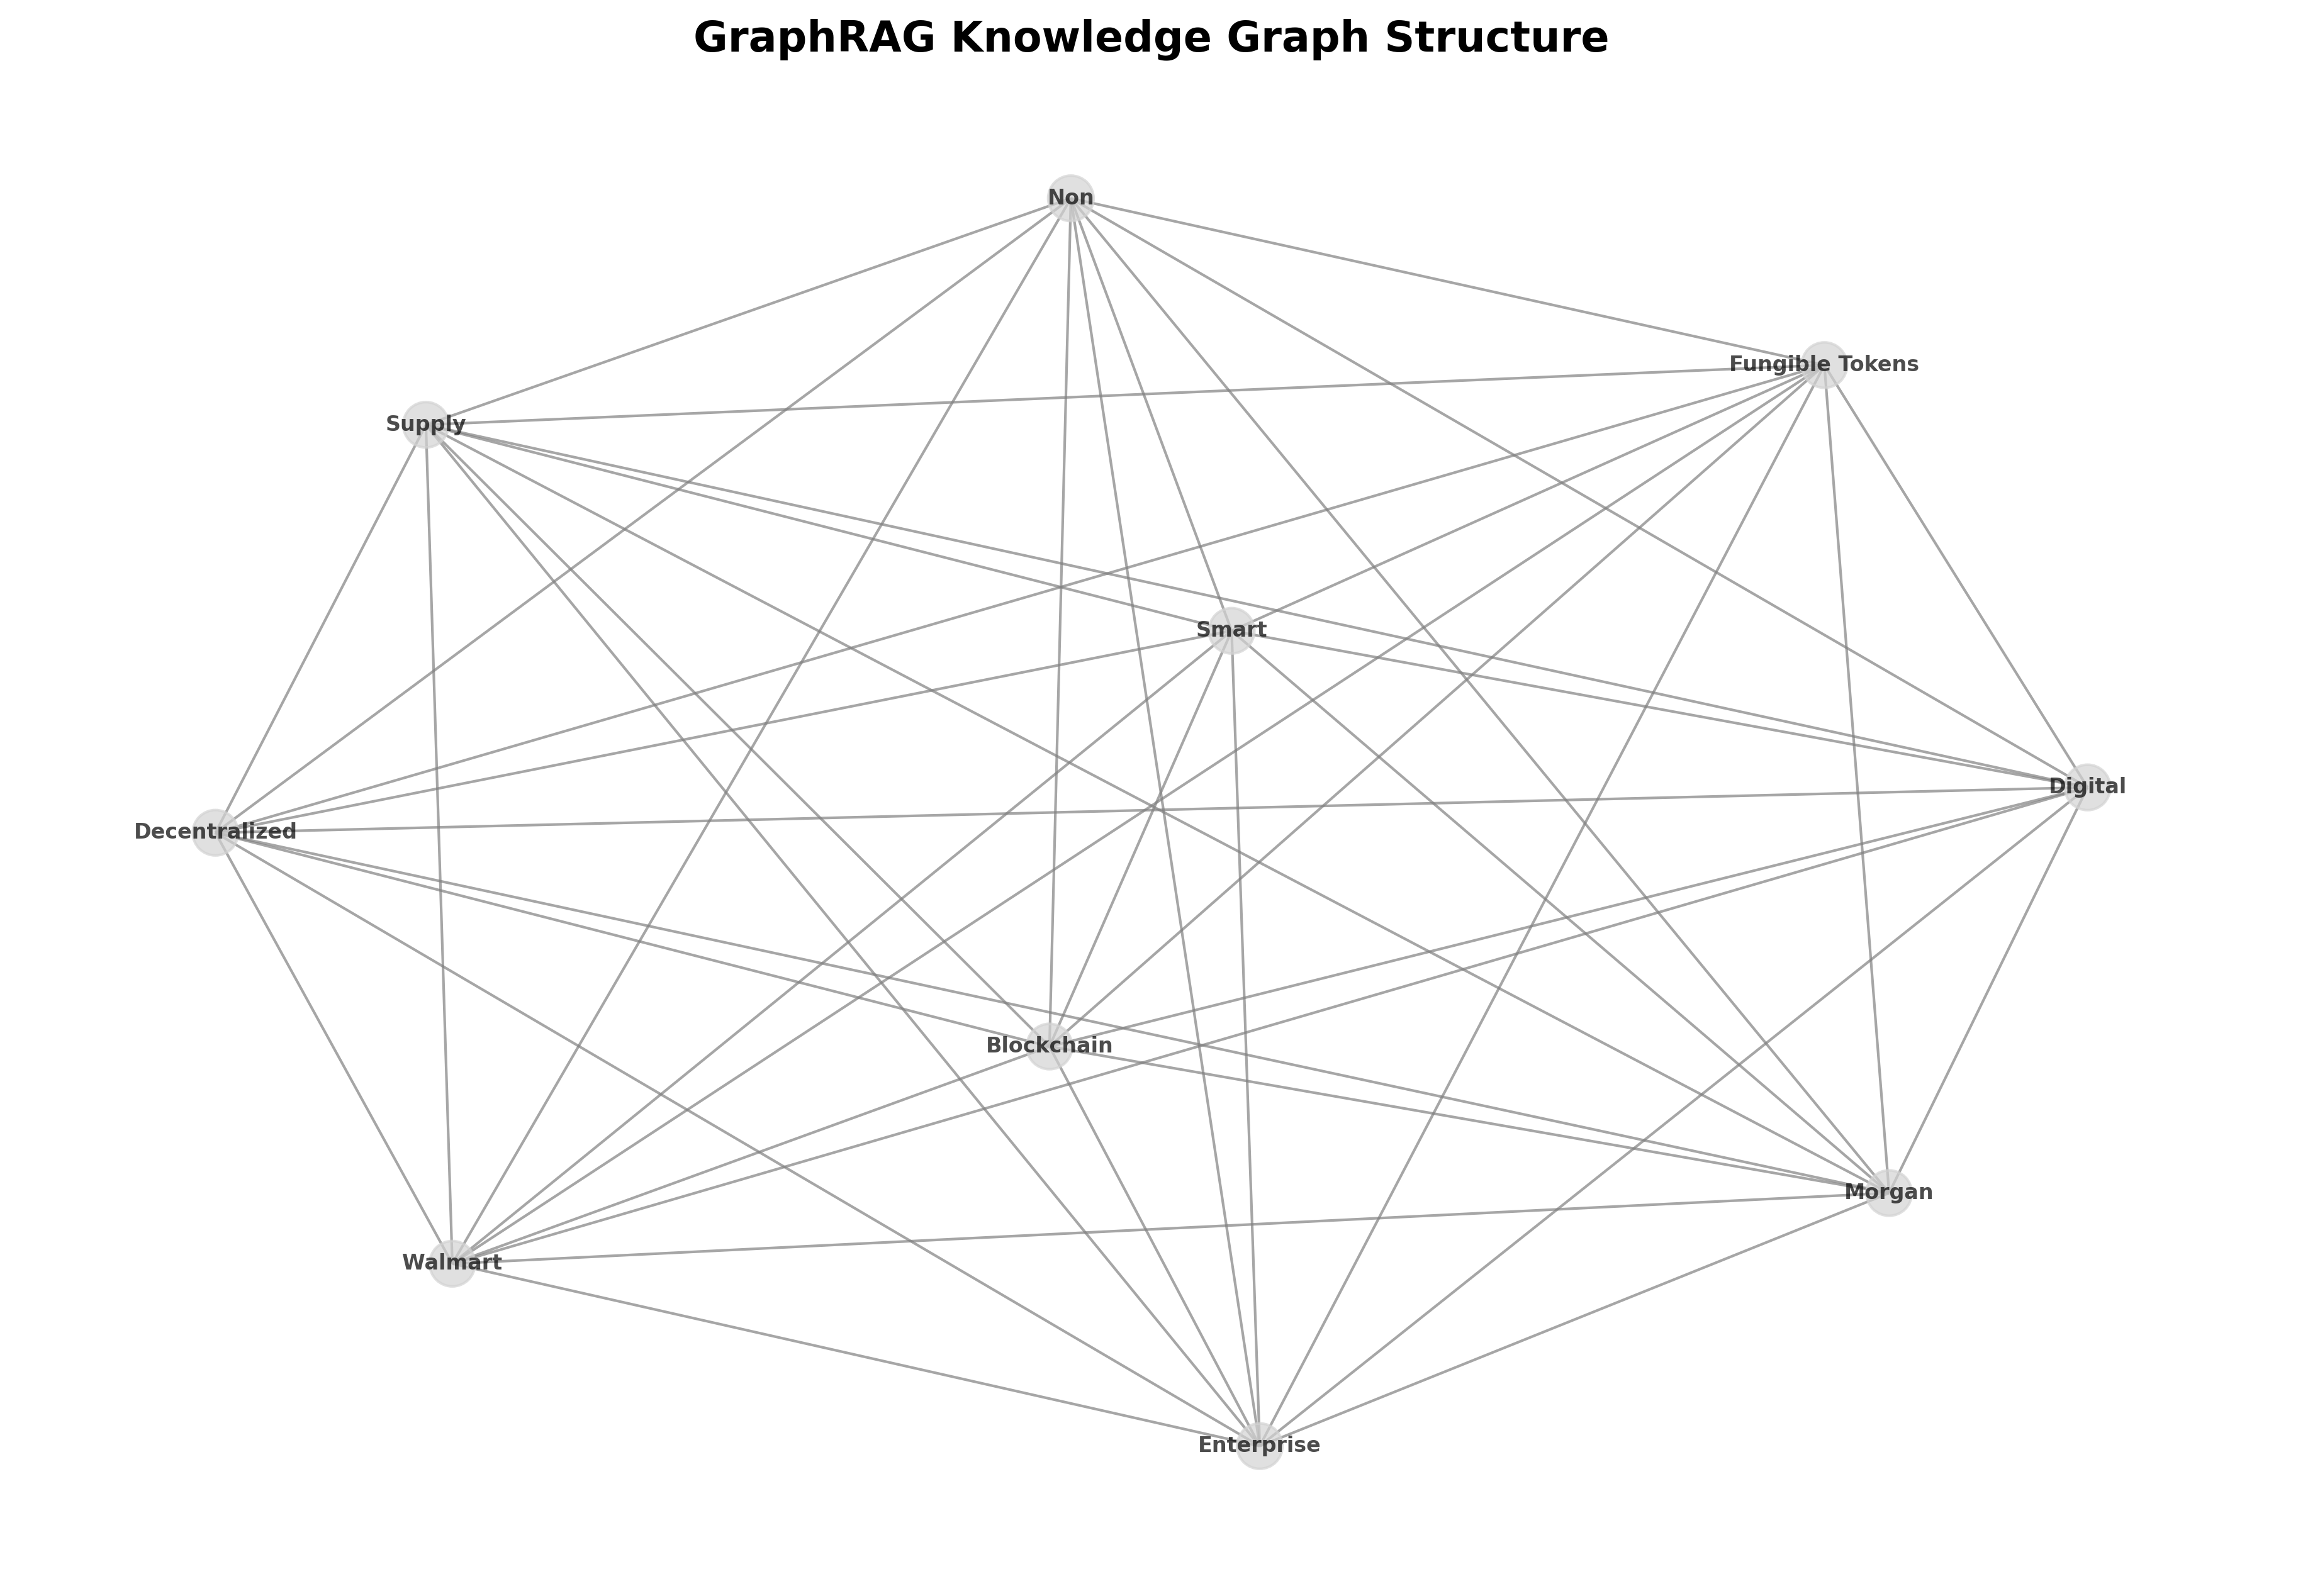 GraphRAG Knowledge Graph Structure
Non
Fungible Tokens
Supply
Smart
Digital
Decentralized
Blockchain
Morgan
Walmart
Enterprise